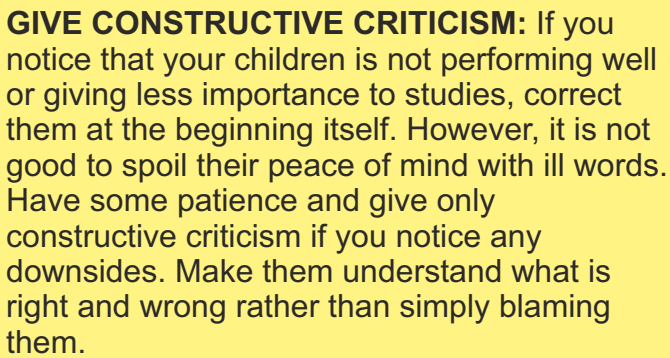 GIVE CONSTRUCTIVE CRITICISM: If you
notice that your children is not performing well
or giving less importance to studies, correct
them at the beginning itself. However, it is not
good to spoil their peace of mind with ill words.
Have some patience and give only
constructive criticism if you notice any
downsides. Make them understand what is
right and wrong rather than simply blaming
them.